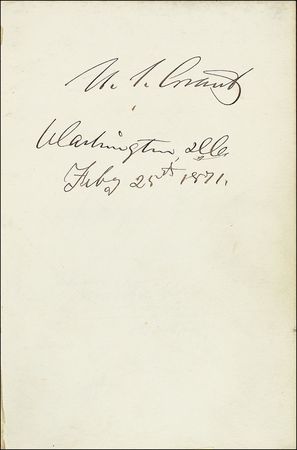 U. S. Grant
Washington, D.C.
Feby 25th 1871.